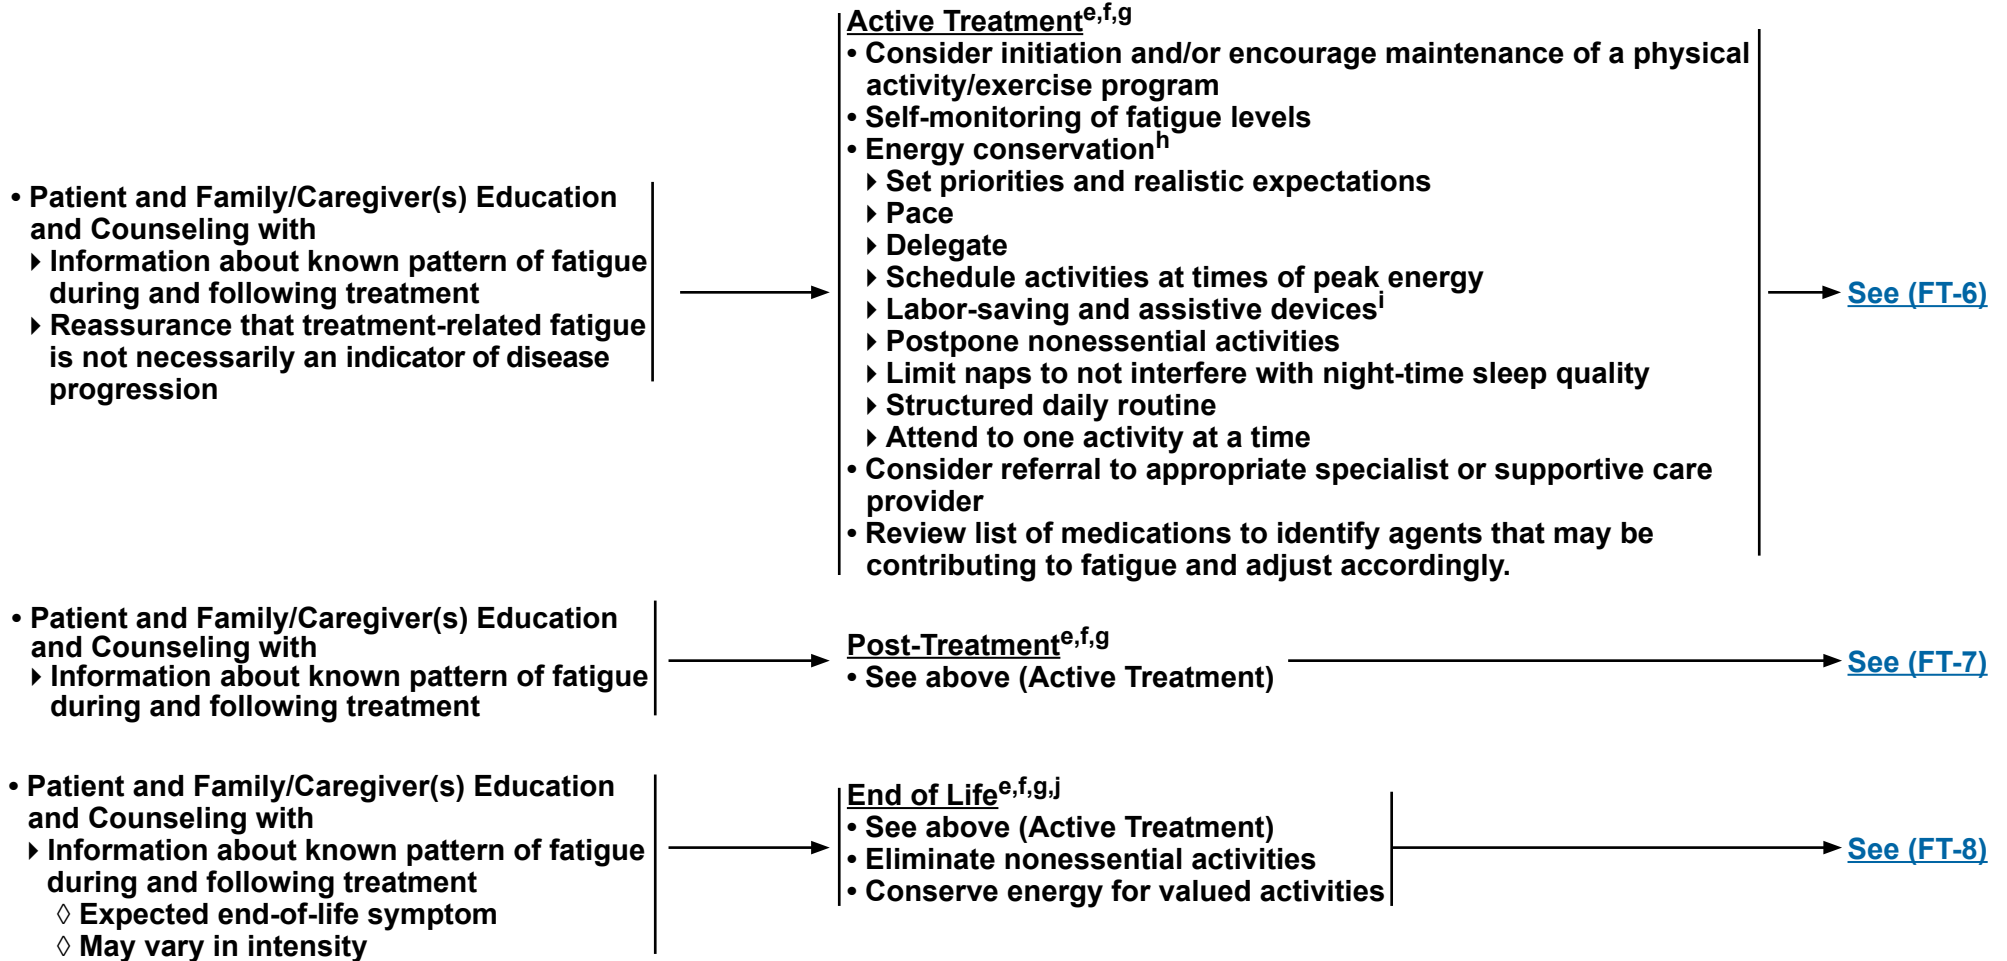 • Patient and Family/Caregiver(s) Education
and Counseling with
▸ Information about known pattern of fatigue
during and following treatment
▸ Reassurance that treatment-related fatigue
is not necessarily an indicator of disease
progression
Active Treatment^e,f,g
• Consider initiation and/or encourage maintenance of a physical
activity/exercise program
• Self-monitoring of fatigue levels
• Energy conservation^h
▸ Set priorities and realistic expectations
▸ Pace
▸ Delegate
▸ Schedule activities at times of peak energy
▸ Labor-saving and assistive devices^i
▸ Postpone nonessential activities
▸ Limit naps to not interfere with night-time sleep quality
▸ Structured daily routine
▸ Attend to one activity at a time
• Consider referral to appropriate specialist or supportive care
provider
• Review list of medications to identify agents that may be
contributing to fatigue and adjust accordingly.
See (FT-6)
• Patient and Family/Caregiver(s) Education
and Counseling with
▸ Information about known pattern of fatigue
during and following treatment
Post-Treatment^e,f,g
• See above (Active Treatment)
See (FT-7)
• Patient and Family/Caregiver(s) Education
and Counseling with
▸ Information about known pattern of fatigue
during and following treatment
◊ Expected end-of-life symptom
◊ May vary in intensity
End of Life^e,f,g,j
• See above (Active Treatment)
• Eliminate nonessential activities
• Conserve energy for valued activities
See (FT-8)